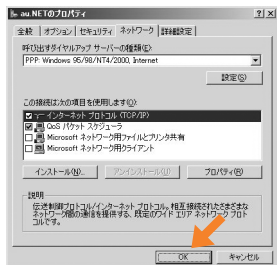 au.NETのプロパティ
全般 オプション セキュリティ ネットワーク 詳細設定
呼び出すダイヤルアップ サーバーの種類(E):
PPP: Windows 95/98/NT4/2000, Internet
設定(S)
この接続は次の項目を使用します(O):
インターネット プロトコル (TCP/IP)
QoS パケット スケジューラ
Microsoft ネットワーク用ファイルとプリンタ共有
Microsoft ネットワーク用クライアント
インストール(N)... アンインストール(U) プロパティ(R)
説明
伝送制御プロトコル/インターネット プロトコル。相互接続されたさまざまな
ネットワーク間の通信を提供する、既定のワイド エリア ネットワーク プロト
コルです。
OK キャンセル